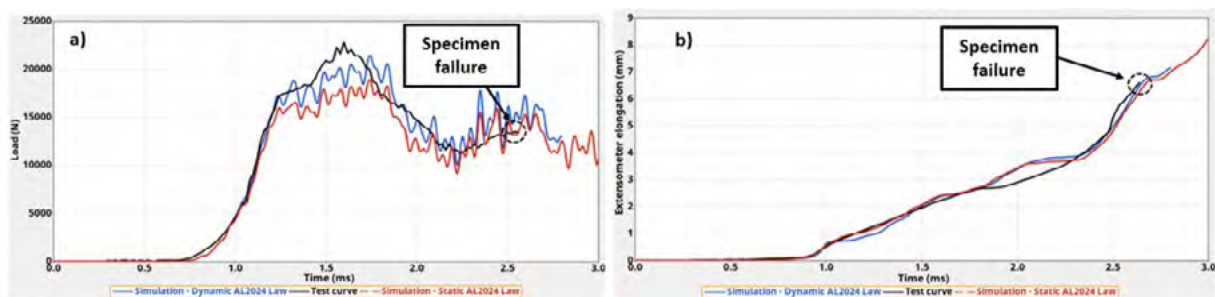 a)
Specimen
failure
25000
20000
15000
10000
5000
0
Load (N)
0.0 0.5 1.0 1.5 2.0 2.5 3.0
Time (ms)
Simulation - Dynamic AL2024 Law Test curve Simulation - Static AL2024 Law
b)
Specimen
failure
9
8
7
6
5
4
3
2
1
0
Extensometer elongation (mm)
0.0 0.5 1.0 1.5 2.0 2.5 3.0
Time (ms)
Simulation - Dynamic AL2024 Law Test curve Simulation - Static AL2024 Law